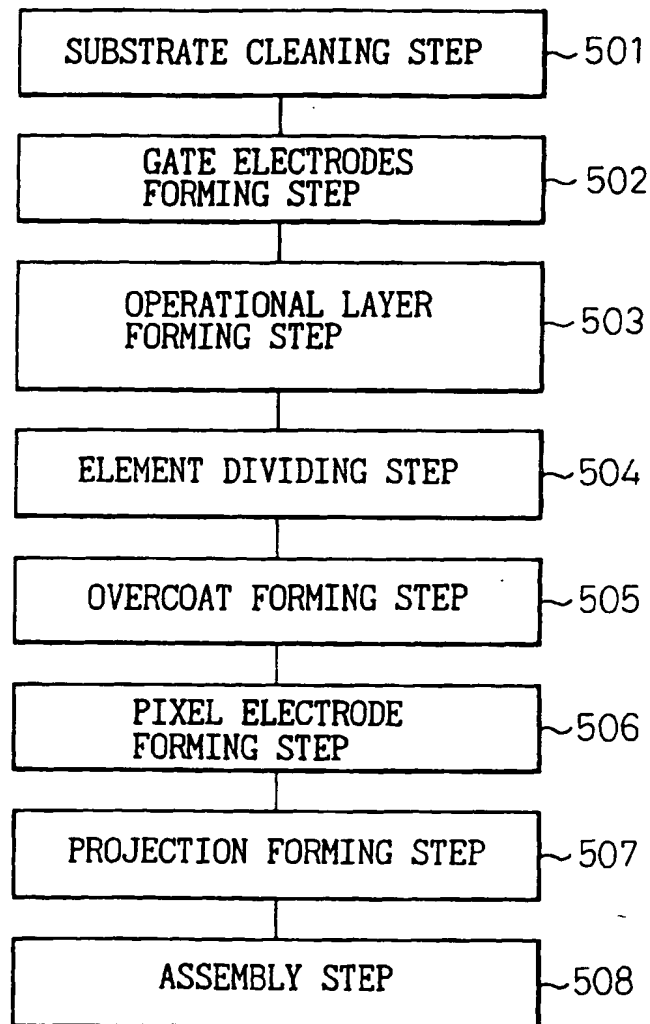 SUBSTRATE CLEANING STEP 501
GATE ELECTRODES
FORMING STEP 502
OPERATIONAL LAYER
FORMING STEP 503
ELEMENT DIVIDING STEP 504
OVERCOAT FORMING STEP 505
PIXEL ELECTRODE
FORMING STEP 506
PROJECTION FORMING STEP 507
ASSEMBLY STEP 508